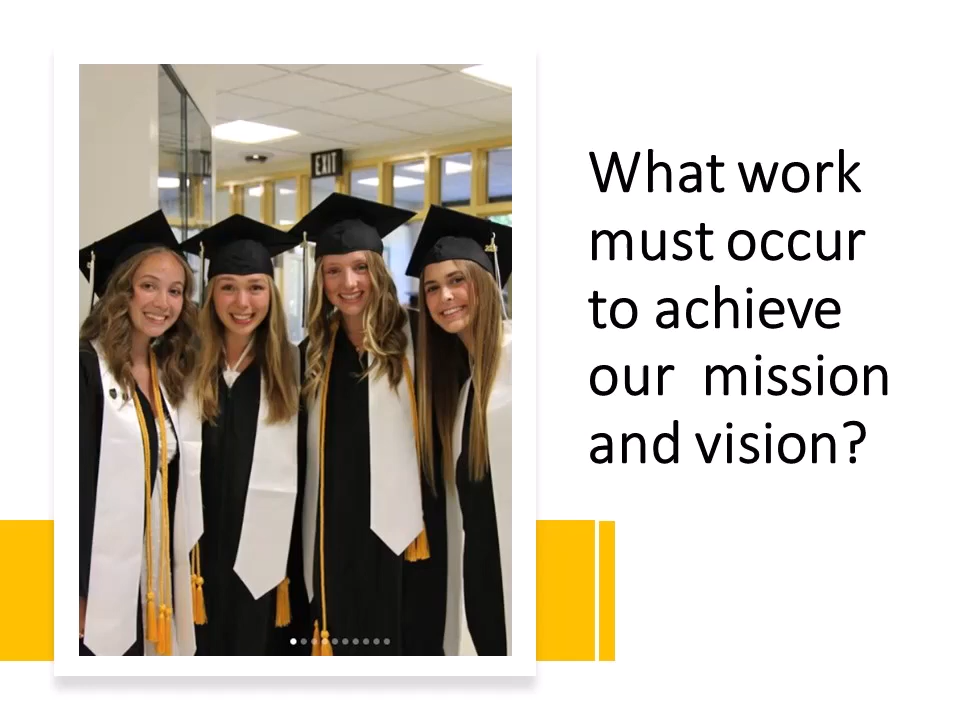 EXIT
What work
must occur
to achieve
our  mission
and vision?